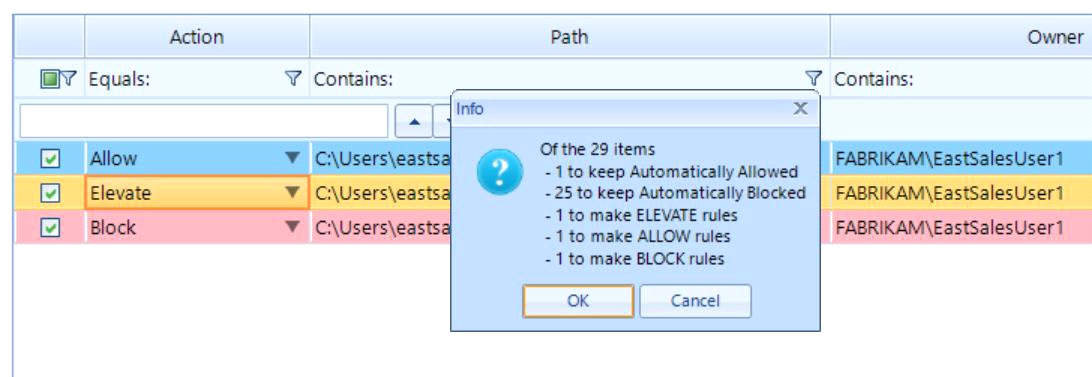 Action Path Owner
Equals: Contains: Contains:
Info X
Of the 29 items
- 1 to keep Automatically Allowed
- 25 to keep Automatically Blocked
- 1 to make ELEVATE rules
- 1 to make ALLOW rules
- 1 to make BLOCK rules
OK Cancel
Allow C:\Users\eastsa FABRIKAM\EastSalesUser1
Elevate C:\Users\eastsa FABRIKAM\EastSalesUser1
Block C:\Users\eastsa FABRIKAM\EastSalesUser1